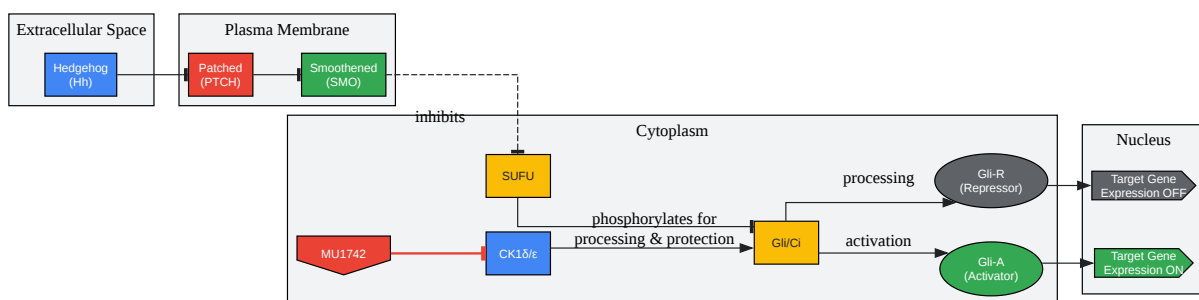 Extracellular Space
Plasma Membrane
Hedgehog
(Hh)
Patched
(PTCH)
Smoothened
(SMO)
inhibits
Cytoplasm
Nucleus
SUFU
processing
Gli-R
(Repressor)
Target Gene
Expression OFF
phosphorylates for
processing & protection
MU1742
CK1δ/ε
Gli/Ci
activation
Gli-A
(Activator)
Target Gene
Expression ON